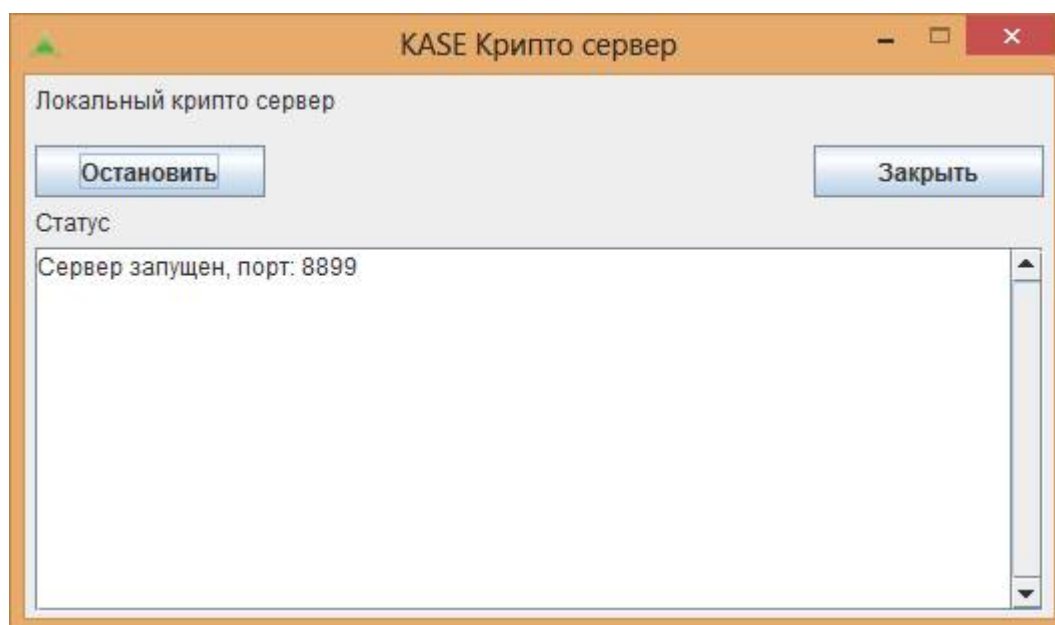 KASE Крипто сервер
Локальный крипто сервер
Остановить
Закрыть
Статус
Сервер запущен, порт: 8899